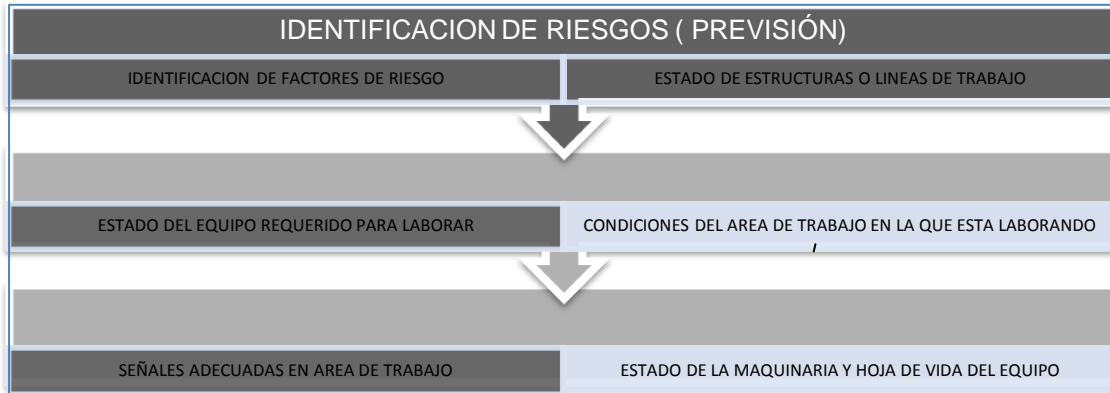 IDENTIFICACION DE RIESGOS ( PREVISIÓN)
IDENTIFICACION DE FACTORES DE RIESGO
ESTADO DE ESTRUCTURAS O LINEAS DE TRABAJO
ESTADO DEL EQUIPO REQUERIDO PARA LABORAR
CONDICIONES DEL AREA DE TRABAJO EN LA QUE ESTA LABORANDO
SEÑALES ADECUADAS EN AREA DE TRABAJO
ESTADO DE LA MAQUINARIA Y HOJA DE VIDA DEL EQUIPO